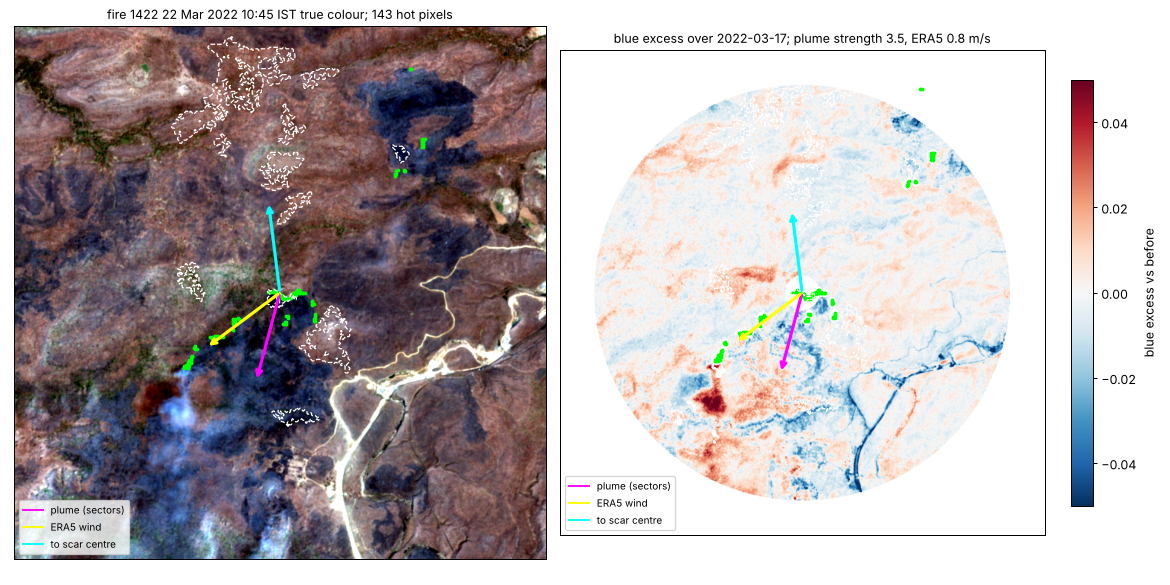 fire 1422 22 Mar 2022 10:45 IST true colour; 143 hot pixels
plume (sectors)
ERA5 wind
to scar centre
blue excess over 2022-03-17; plume strength 3.5, ERA5 0.8 m/s
plume (sectors)
ERA5 wind
to scar centre
0.04
0.02
0.00
−0.02
−0.04
blue excess vs before